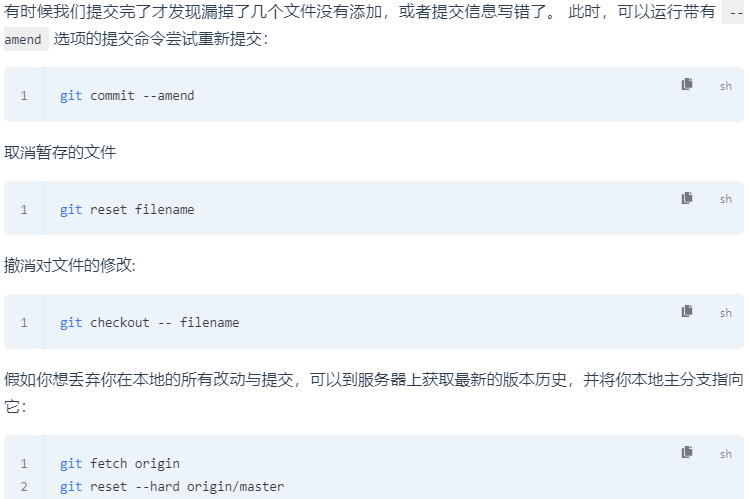 有时候我们提交完了才发现漏掉了几个文件没有添加，或者提交信息写错了。 此时，可以运行带有 --
amend 选项的提交命令尝试重新提交：
1 git commit --amend sh
取消暂存的文件
1 git reset filename sh
撤消对文件的修改:
1 git checkout -- filename sh
假如你想丢弃你在本地的所有改动与提交，可以到服务器上获取最新的版本历史，并将你本地主分支指向
它：
1 git fetch origin sh
2 git reset --hard origin/master